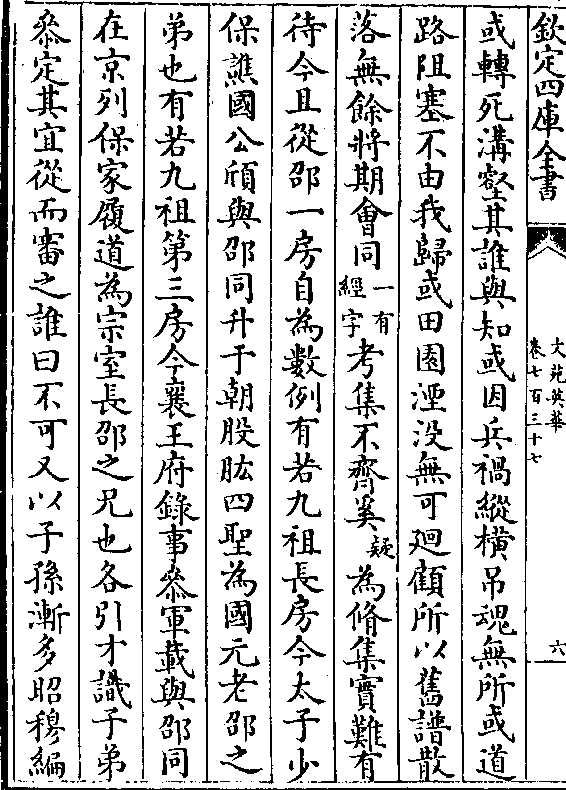 欽定四庫全書
文苑英華
卷七百三十七
六
或轉死溝壑其誰與知或因兵禍縱橫吊魂無所或道
路阻塞不由我歸或田園湮没無可廻顧所以舊譜散
落無餘將期會同一有經字考集不齊奚疑為脩集實難有
待今且從邵一房自為數例有若九祖長房今太子少
保譙國公頎與邵同升于朝股肱四聖為國元老邵之
弟也有若九祖第三房今襄王府錄事叅軍載與邵同
在京列保家履道為宗室長邵之兄也各引才識子弟
叅定其宜從而審之誰曰不可又以子孫漸多昭穆編